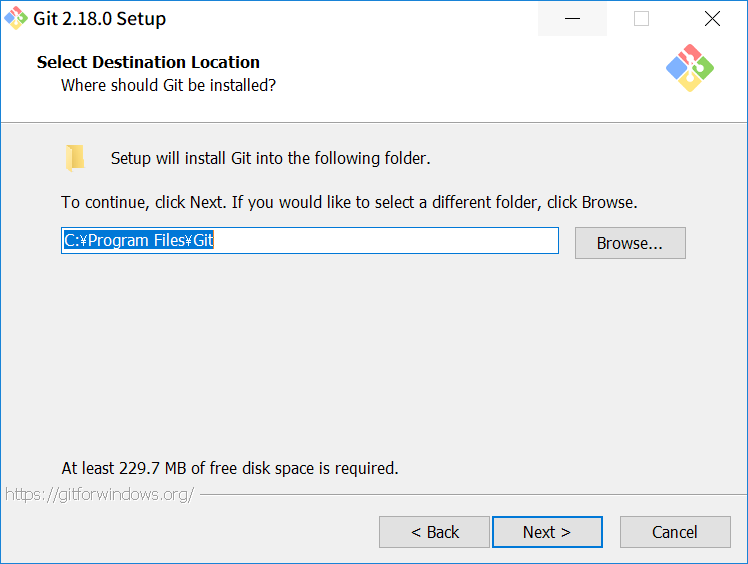 Git 2.18.0 Setup
Select Destination Location
Where should Git be installed?
Setup will install Git into the following folder.
To continue, click Next. If you would like to select a different folder, click Browse.
C:¥Program Files¥Git
Browse...
At least 229.7 MB of free disk space is required.
https://gitforwindows.org/
< Back
Next >
Cancel